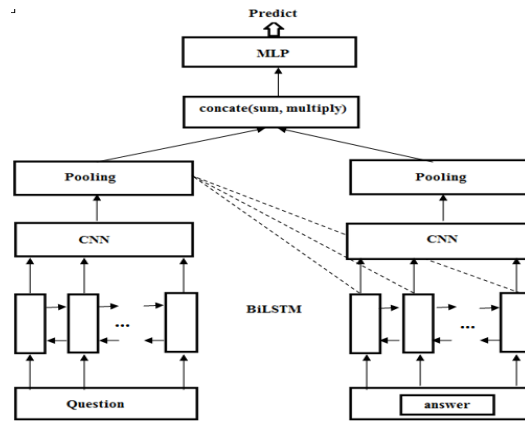 Predict
MLP
concate(sum, multiply)
Pooling
Pooling
CNN
CNN
...
BiLSTM
...
Question
answer